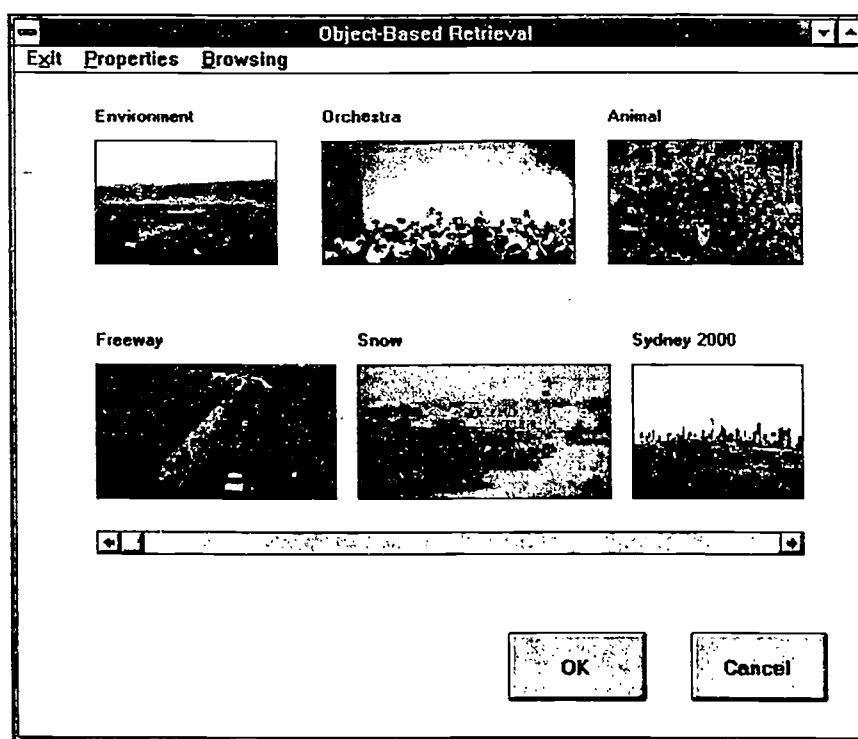 Object-Based Retrieval
Exit Properties Browsing
Environment Orchestra Animal
Freeway Snow Sydney 2000
OK Cancel